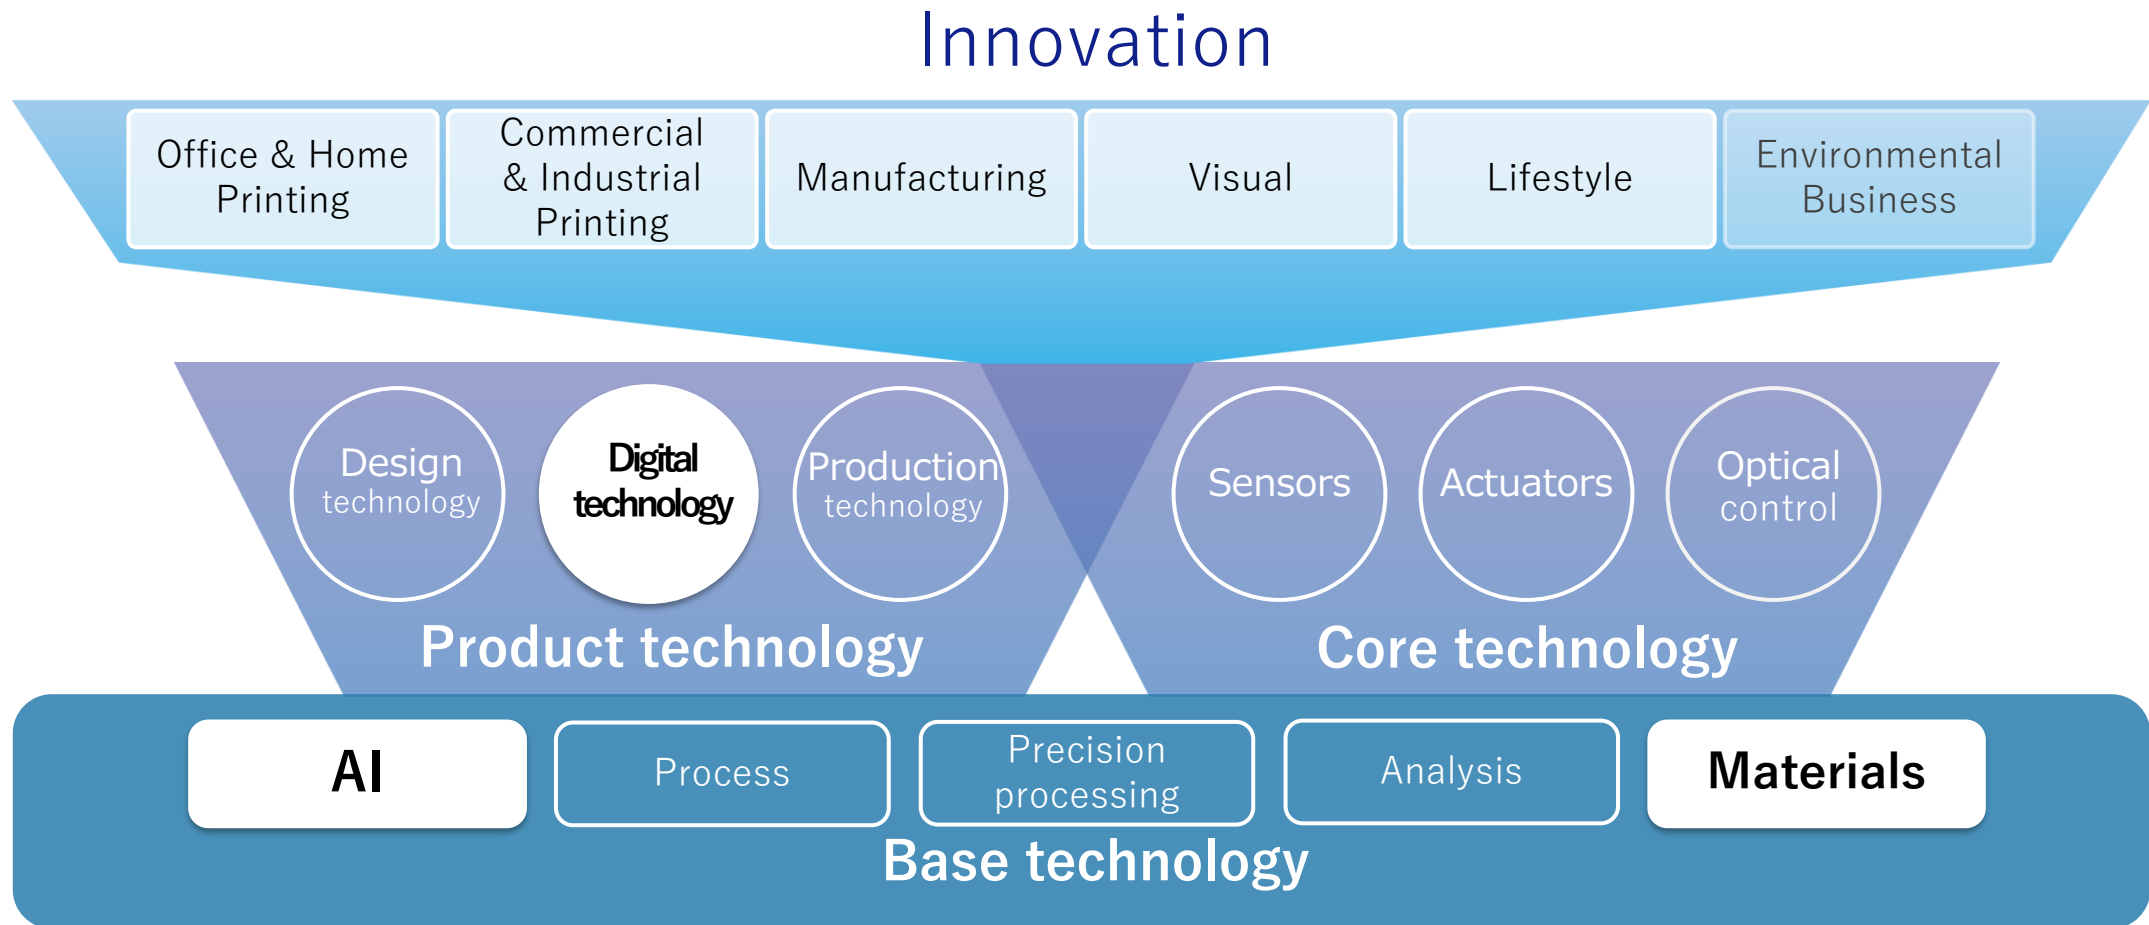 Innovation
Office & Home
Printing
Commercial
& Industrial
Printing
Manufacturing
Visual
Lifestyle
Environmental
Business
Design
technology
Digital
technology
Production
technology
Sensors
Actuators
Optical
control
Product technology
Core technology
AI
Process
Precision
processing
Analysis
Materials
Base technology